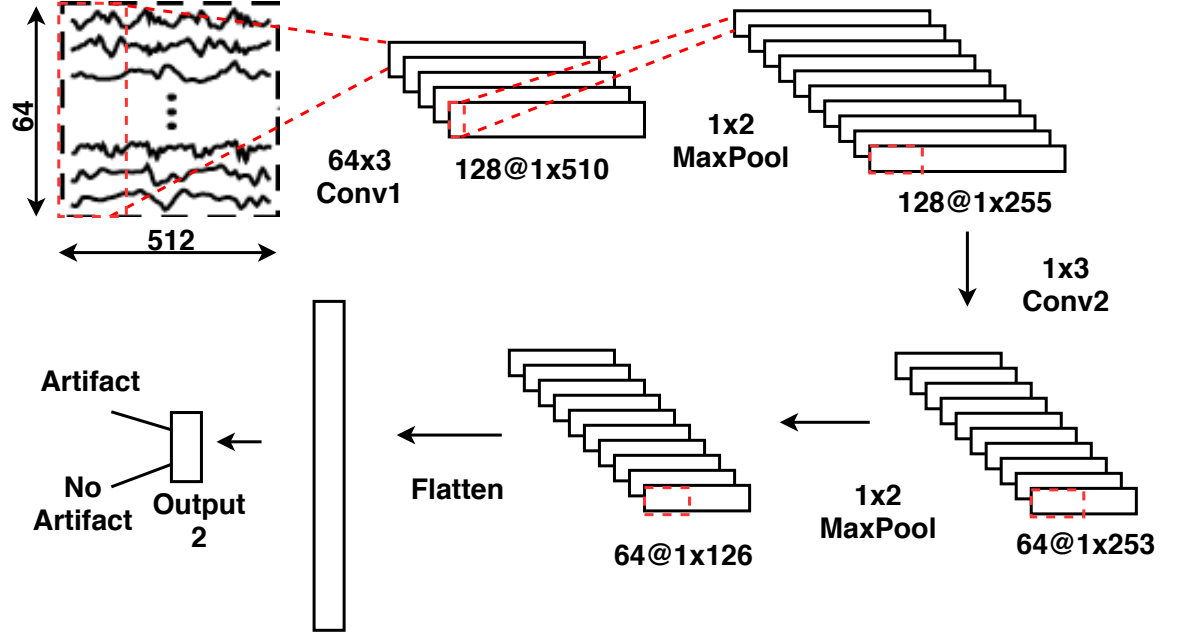 64
512
64x3
Conv1
128@1x510
1x2
MaxPool
128@1x255
1x3
Conv2
64@1x253
1x2
MaxPool
64@1x126
Flatten
Output
2
Artifact
No
Artifact